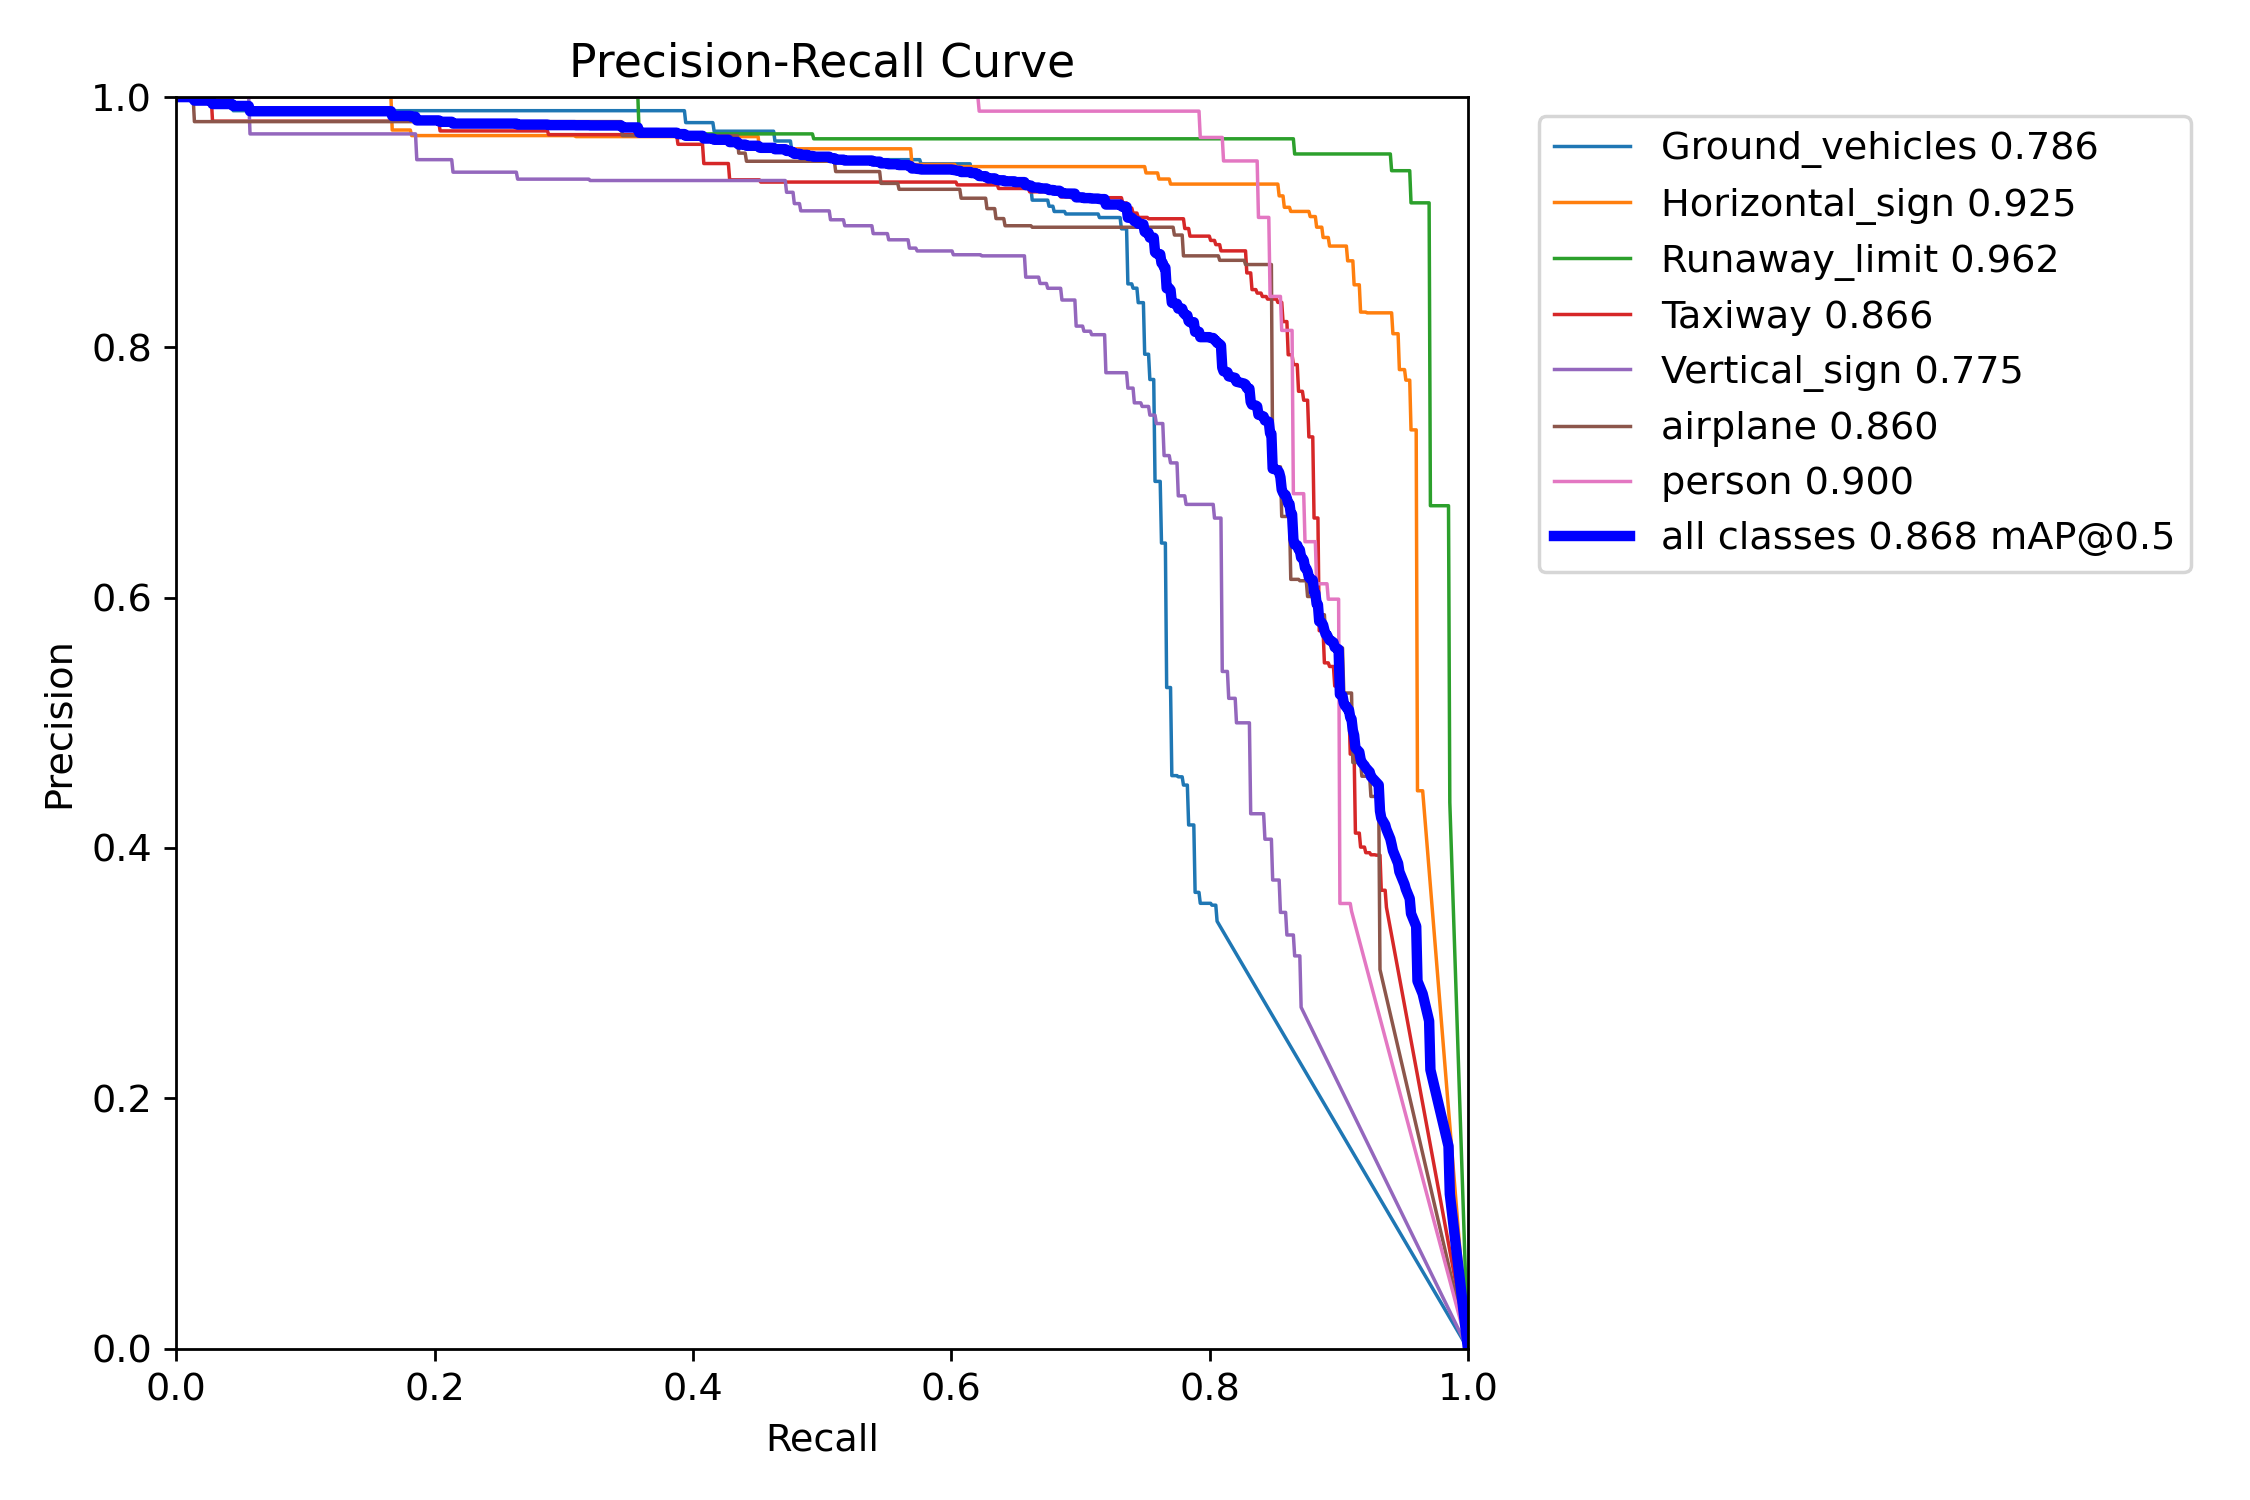 Precision-Recall Curve
1.0
0.8
0.6
0.4
0.2
0.0
Precision
0.0 0.2 0.4 0.6 0.8 1.0
Recall
Ground_vehicles 0.786
Horizontal_sign 0.925
Runaway_limit 0.962
Taxiway 0.866
Vertical_sign 0.775
airplane 0.860
person 0.900
all classes 0.868 mAP@0.5